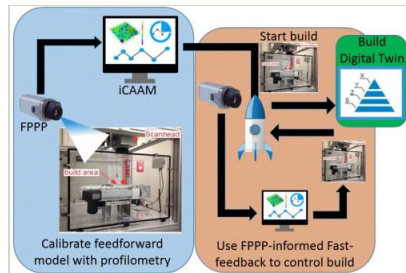 FPPP
iCAAM
Scanhead
build area
Calibrate feedforward
model with profilometry
Start build
Build
Digital Twin
Use FPPP-informed Fast-
feedback to control build